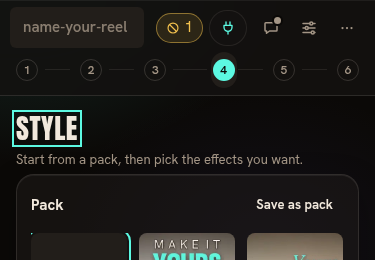 name-your-reel
1
1 2 3 4 5 6
STYLE
Start from a pack, then pick the effects you want.
Pack
Save as pack
MAKE IT